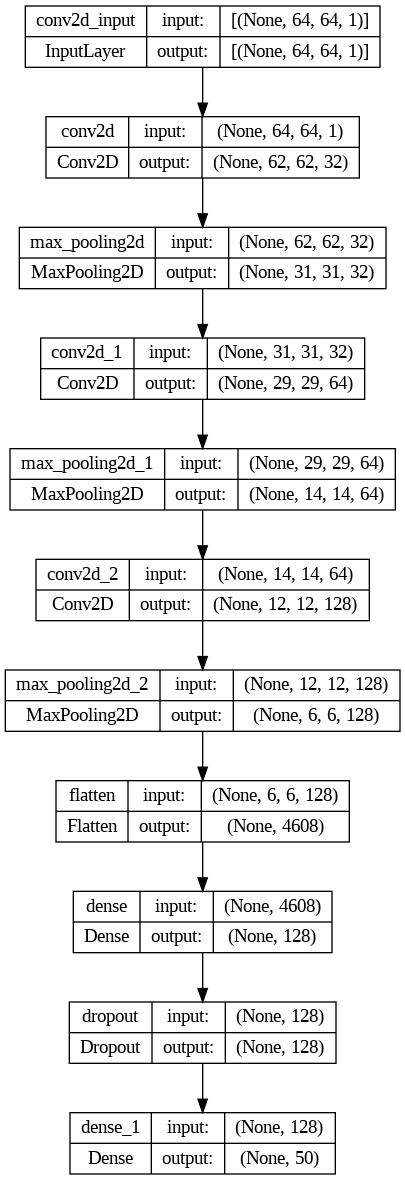 conv2d_input input: [(None, 64, 64, 1)]
InputLayer output: [(None, 64, 64, 1)]
conv2d input: (None, 64, 64, 1)
Conv2D output: (None, 62, 62, 32)
max_pooling2d input: (None, 62, 62, 32)
MaxPooling2D output: (None, 31, 31, 32)
conv2d_1 input: (None, 31, 31, 32)
Conv2D output: (None, 29, 29, 64)
max_pooling2d_1 input: (None, 29, 29, 64)
MaxPooling2D output: (None, 14, 14, 64)
conv2d_2 input: (None, 14, 14, 64)
Conv2D output: (None, 12, 12, 128)
max_pooling2d_2 input: (None, 12, 12, 128)
MaxPooling2D output: (None, 6, 6, 128)
flatten input: (None, 6, 6, 128)
Flatten output: (None, 4608)
dense input: (None, 4608)
Dense output: (None, 128)
dropout input: (None, 128)
Dropout output: (None, 128)
dense_1 input: (None, 128)
Dense output: (None, 50)